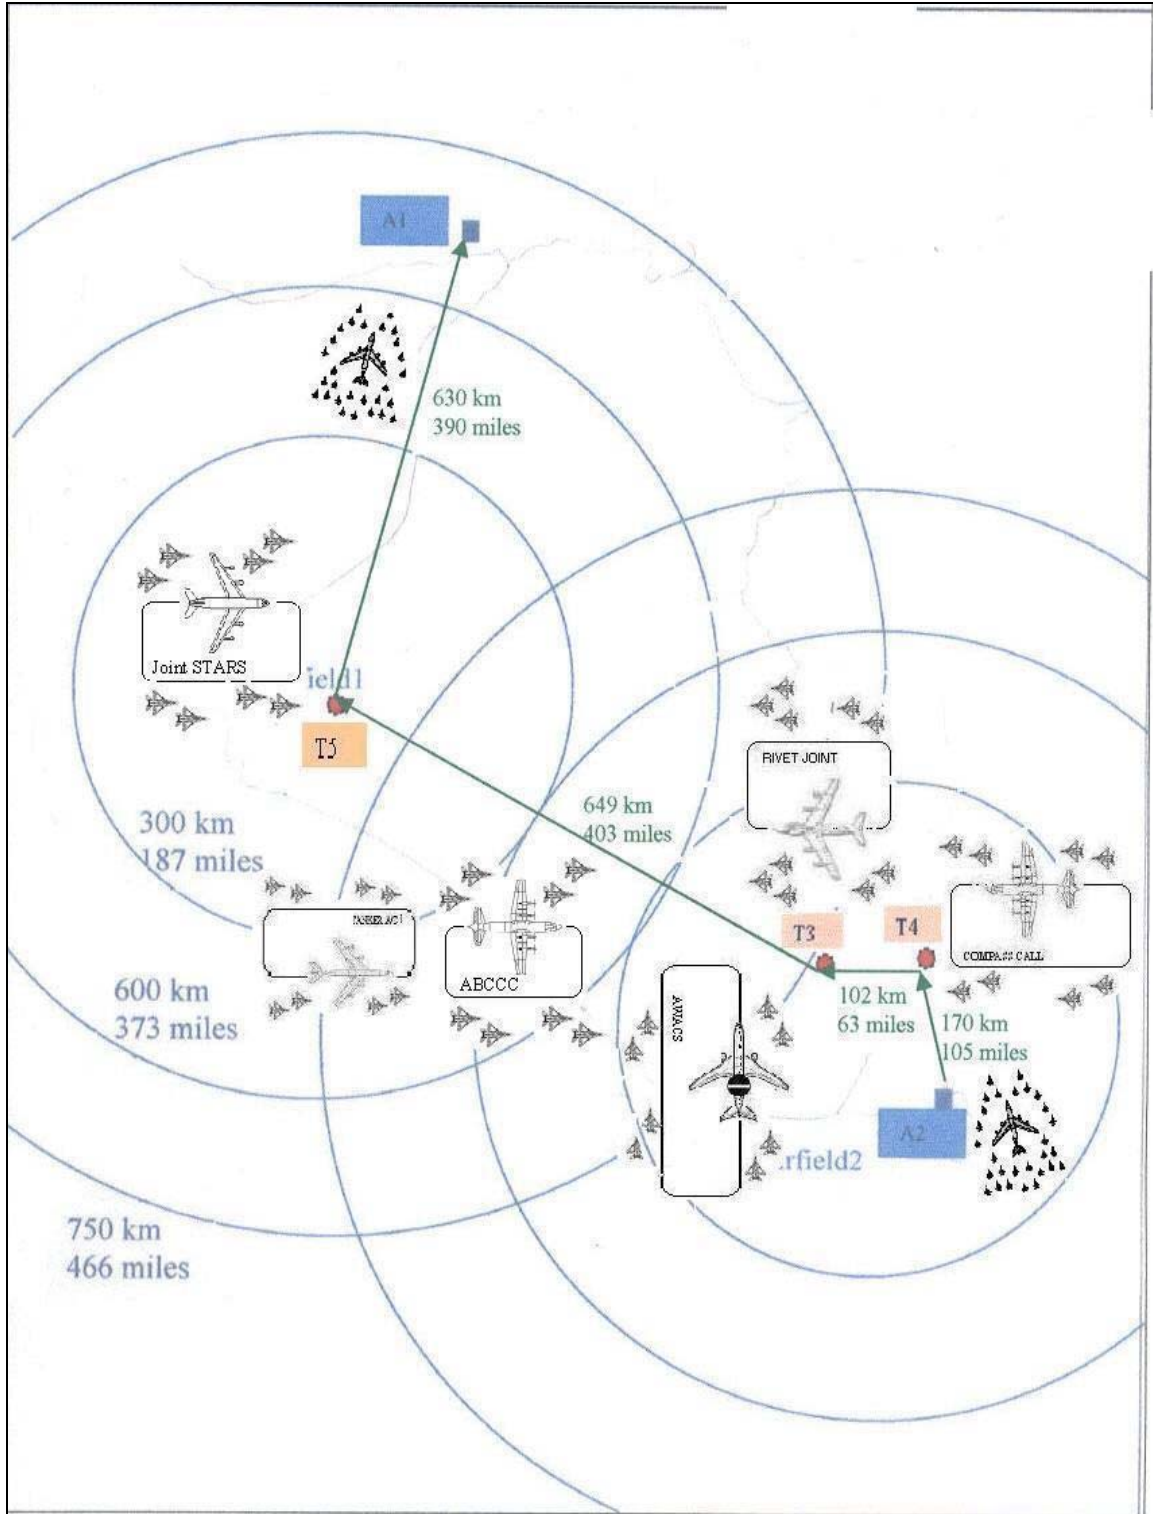 A1
630 km
390 miles
Joint STARS
ield1
T5
RIVET JOINT
649 km
403 miles
300 km
187 miles
T3
T4
ABCCC
COMPASS CALL
AWACS
102 km
63 miles
600 km
373 miles
170 km
105 miles
A2
rfield2
750 km
466 miles